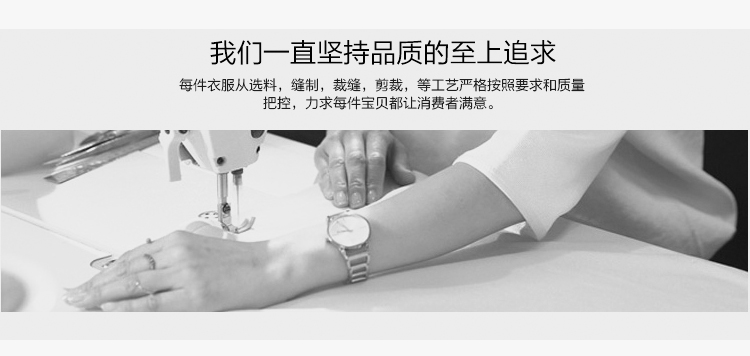 我们一直坚持品质的至上追求
每件衣服从选料，缝制，裁缝，剪裁，等工艺严格按照要求和质量
把控，力求每件宝贝都让消费者满意。